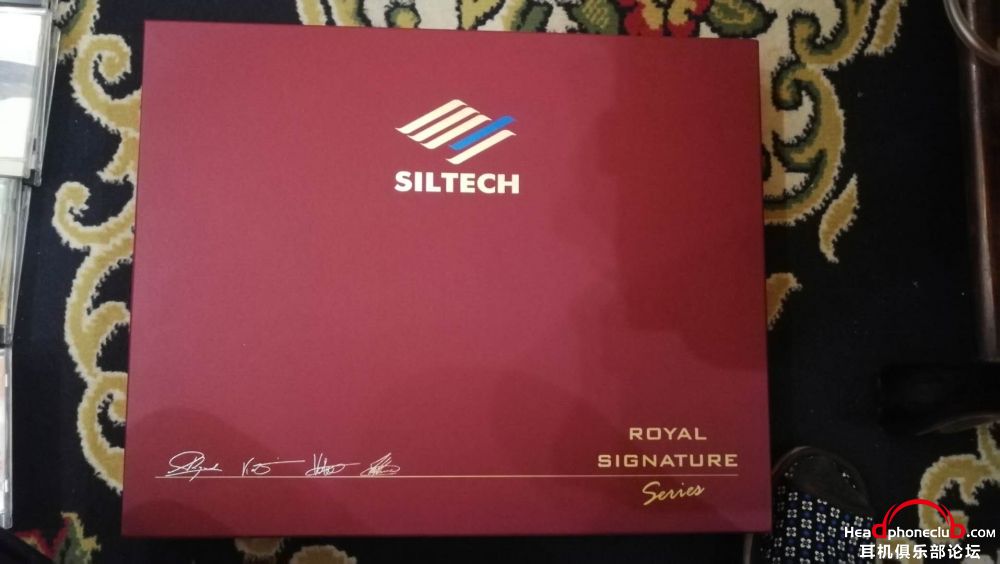 SILTECH
ROYAL
SIGNATURE
Series
Headphoneclub.com
耳机俱乐部论坛